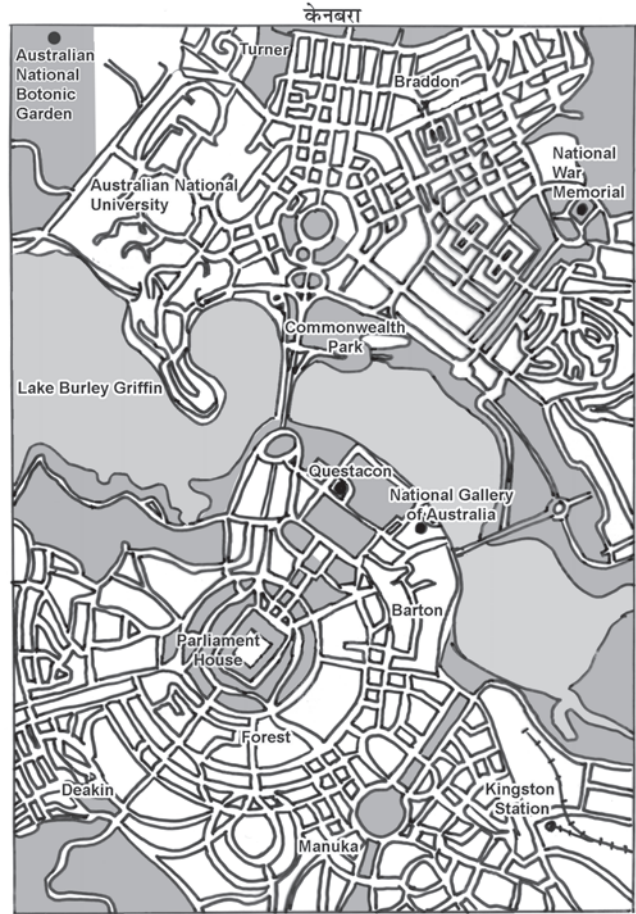 केनबरा
Australian
National
Botonic
Garden
Turner
Braddon
National
War
Memorial
Australian National
University
Commonwealth
Park
Lake Burley Griffin
Questacon
National Gallery
of Australia
Barton
Parliament
House
Forest
Deakin
Kingston
Station
Manuka